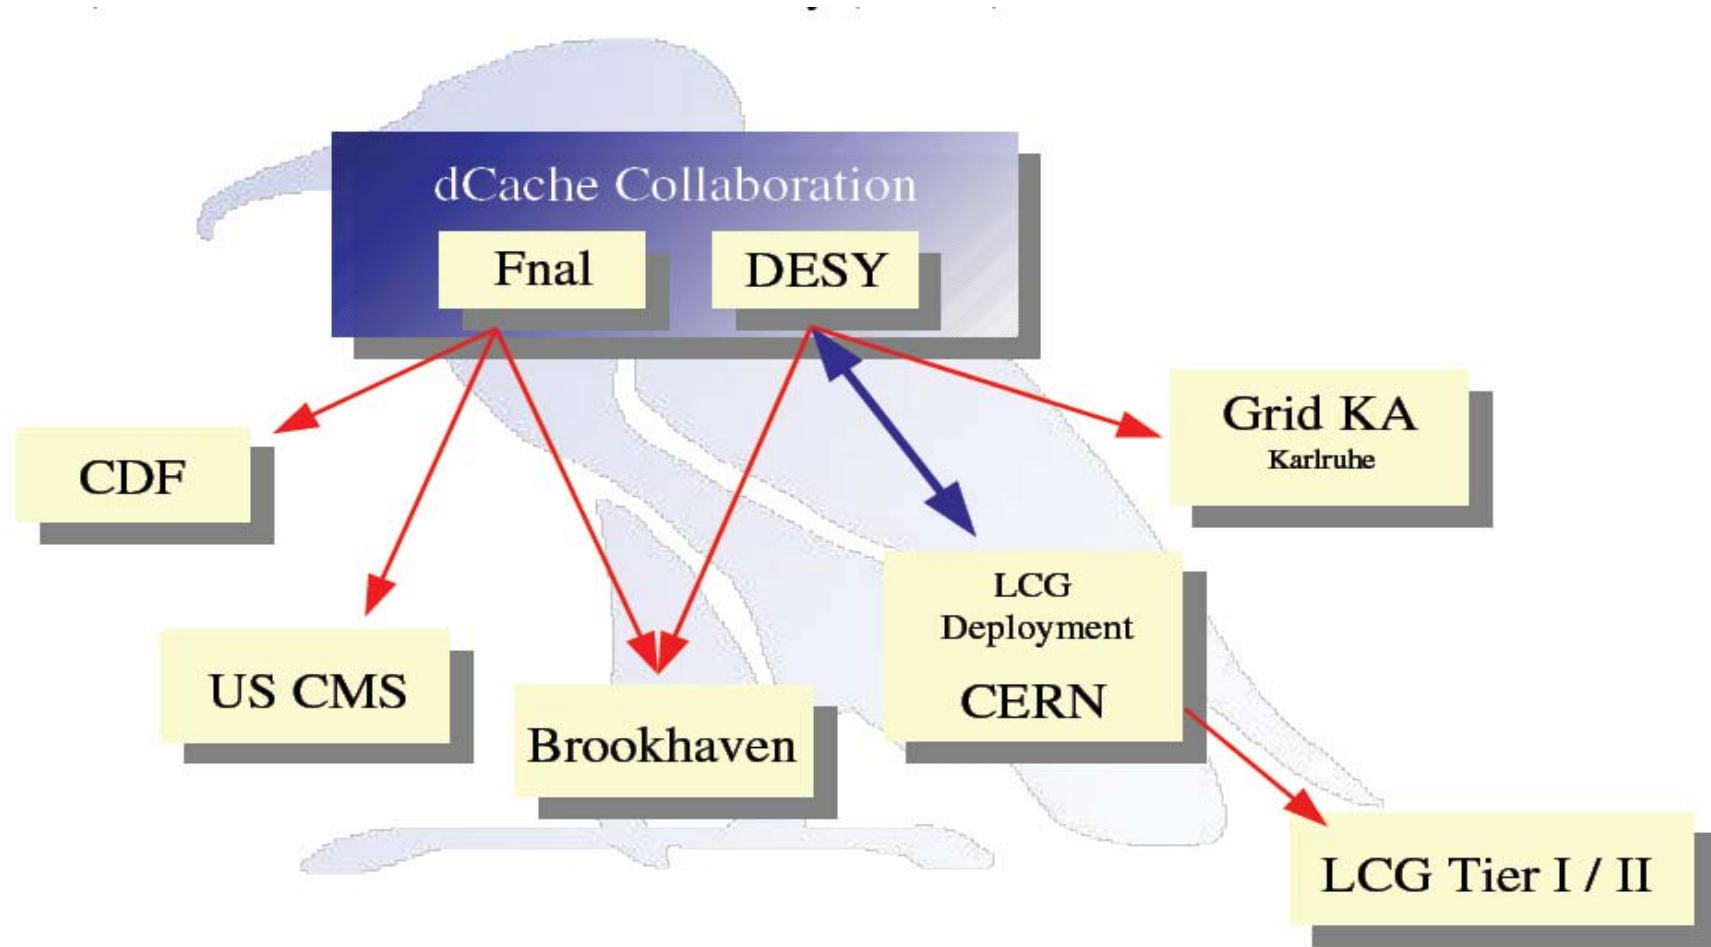 dCache Collaboration
Fnal
DESY
Grid KA
Karlruhe
CDF
LCG
Deployment
CERN
US CMS
Brookhaven
LCG Tier I / II